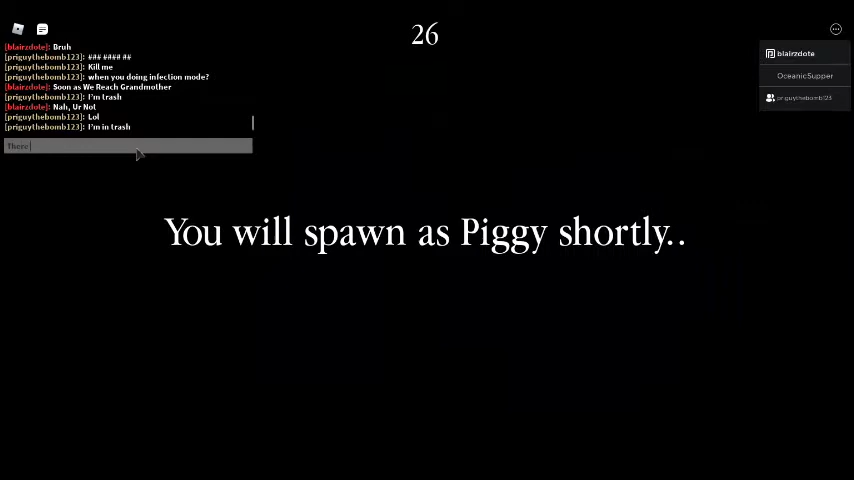 26
[blairzdote]: Bruh
[priguythebomb123]: ### #### ##
[priguythebomb123]: Kill me
[priguythebomb123]: when you doing infection mode?
[blairzdote]: Soon as We Reach Grandmother
[priguythebomb123]: I'm trash
[blairzdote]: Nah, Ur Not
[priguythebomb123]: Lol
[priguythebomb123]: I'm in trash
There
blairzdote
OceanicSupper
priguythebomb123
You will spawn as Piggy shortly..